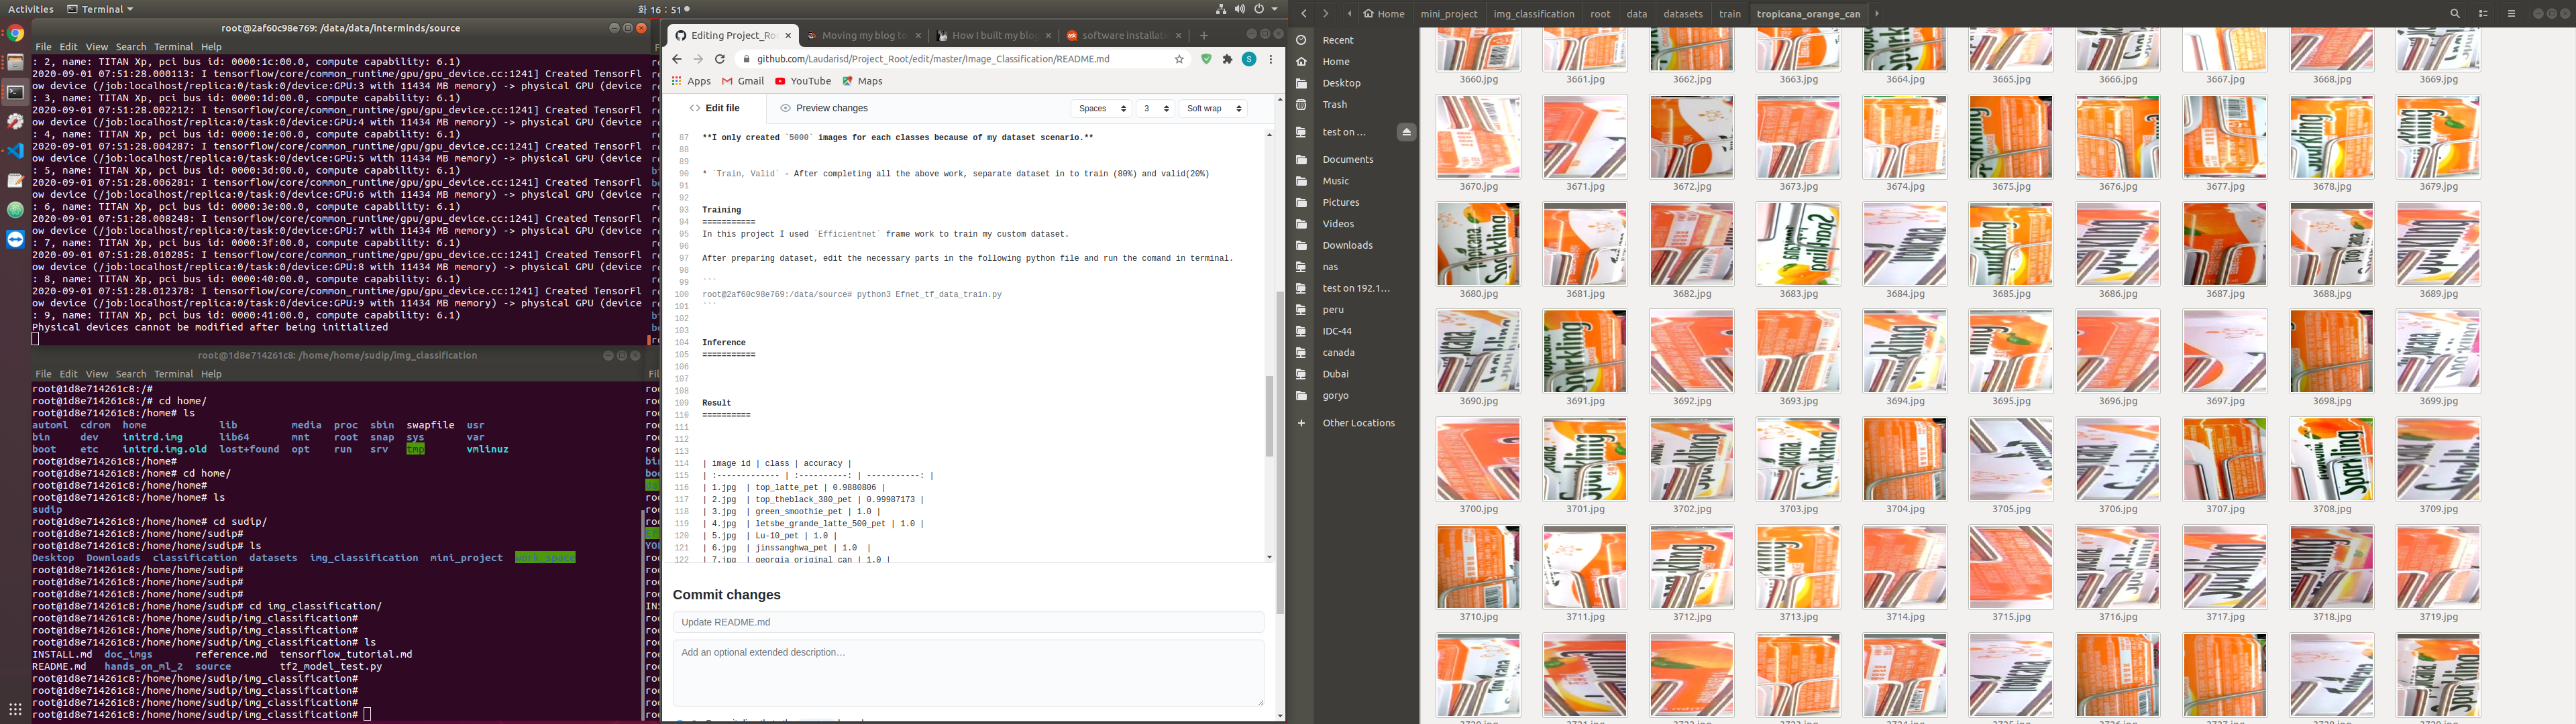 Activities Terminal 화 16 : 51
root@2af60c98e769: /data/data/interminds/source
File Edit View Search Terminal Help
: 2, name: TITAN Xp, pci bus id: 0000:1c:00.0, compute capability: 6.1)
2020-09-01 07:51:28.000113: I tensorflow/core/common_runtime/gpu/gpu_device.cc:1241] Created TensorFl
ow device (/job:localhost/replica:0/task:0/device:GPU:3 with 11434 MB memory) -> physical GPU (device
: 3, name: TITAN Xp, pci bus id: 0000:1d:00.0, compute capability: 6.1)
2020-09-01 07:51:28.002212: I tensorflow/core/common_runtime/gpu/gpu_device.cc:1241] Created TensorFl
ow device (/job:localhost/replica:0/task:0/device:GPU:4 with 11434 MB memory) -> physical GPU (device
: 4, name: TITAN Xp, pci bus id: 0000:1e:00.0, compute capability: 6.1)
2020-09-01 07:51:28.004287: I tensorflow/core/common_runtime/gpu/gpu_device.cc:1241] Created TensorFl
ow device (/job:localhost/replica:0/task:0/device:GPU:5 with 11434 MB memory) -> physical GPU (device
: 5, name: TITAN Xp, pci bus id: 0000:3d:00.0, compute capability: 6.1)
2020-09-01 07:51:28.006281: I tensorflow/core/common_runtime/gpu/gpu_device.cc:1241] Created TensorFl
ow device (/job:localhost/replica:0/task:0/device:GPU:6 with 11434 MB memory) -> physical GPU (device
: 6, name: TITAN Xp, pci bus id: 0000:3e:00.0, compute capability: 6.1)
2020-09-01 07:51:28.008248: I tensorflow/core/common_runtime/gpu/gpu_device.cc:1241] Created TensorFl
ow device (/job:localhost/replica:0/task:0/device:GPU:7 with 11434 MB memory) -> physical GPU (device
: 7, name: TITAN Xp, pci bus id: 0000:3f:00.0, compute capability: 6.1)
2020-09-01 07:51:28.010285: I tensorflow/core/common_runtime/gpu/gpu_device.cc:1241] Created TensorFl
ow device (/job:localhost/replica:0/task:0/device:GPU:8 with 11434 MB memory) -> physical GPU (device
: 8, name: TITAN Xp, pci bus id: 0000:40:00.0, compute capability: 6.1)
2020-09-01 07:51:28.012378: I tensorflow/core/common_runtime/gpu/gpu_device.cc:1241] Created TensorFl
ow device (/job:localhost/replica:0/task:0/device:GPU:9 with 11434 MB memory) -> physical GPU (device
: 9, name: TITAN Xp, pci bus id: 0000:41:00.0, compute capability: 6.1)
Physical devices cannot be modified after being initialized
root@1d8e714261c8: /home/home/sudip/img_classification
File Edit View Search Terminal Help
root@1d8e714261c8:/#
root@1d8e714261c8:/# cd home/
root@1d8e714261c8:/home# ls
automl cdrom home lib media proc sbin swapfile usr
bin dev initrd.img lib64 mnt root snap sys var
boot etc initrd.img.old lost+found opt run srv tmp vmlinuz
root@1d8e714261c8:/home#
root@1d8e714261c8:/home# cd home/
root@1d8e714261c8:/home/home#
root@1d8e714261c8:/home/home# ls
sudip
root@1d8e714261c8:/home/home# cd sudip/
root@1d8e714261c8:/home/home/sudip#
root@1d8e714261c8:/home/home/sudip# ls
Desktop Downloads classification datasets img_classification mini_project work_space
root@1d8e714261c8:/home/home/sudip#
root@1d8e714261c8:/home/home/sudip#
root@1d8e714261c8:/home/home/sudip#
root@1d8e714261c8:/home/home/sudip# cd img_classification/
root@1d8e714261c8:/home/home/sudip/img_classification#
root@1d8e714261c8:/home/home/sudip/img_classification#
root@1d8e714261c8:/home/home/sudip/img_classification# ls
INSTALL.md doc_imgs reference.md tensorflow_tutorial.md
README.md hands_on_ml_2 source tf2_model_test.py
root@1d8e714261c8:/home/home/sudip/img_classification#
root@1d8e714261c8:/home/home/sudip/img_classification#
root@1d8e714261c8:/home/home/sudip/img_classification#
root@1d8e714261c8:/home/home/sudip/img_classification#
Editing Project_Ro Moving my blog to How I built my blog software installati
github.com/Laudarisd/Project_Root/edit/master/Image_Classification/README.md
S
Apps Gmail YouTube Maps
Edit file Preview changes Spaces 3 Soft wrap
87 **I only created `5000` images for each classes because of my dataset scenario.**
88
89
90 * `Train, Valid` - After completing all the above work, separate dataset in to train (80%) and valid(20%)
91
92
93 Training
94 ===========
95 In this project I used `Efficientnet` frame work to train my custom dataset.
96
97 After preparing dataset, edit the necessary parts in the following python file and run the comand in terminal.
98
99 ```
100 root@2af60c98e769:/data/source# python3 Efnet_tf_data_train.py
101 ```
102
103
104 Inference
105 ===========
106
107
108
109 Result
110 ==========
111
112
113
114 | image id | class | accuracy |
115 | :------------- | :----------: | -----------: |
116 | 1.jpg | top_latte_pet | 0.9880806 |
117 | 2.jpg | top_theblack_380_pet | 0.99987173 |
118 | 3.jpg | green_smoothie_pet | 1.0 |
119 | 4.jpg | letsbe_grande_latte_500_pet | 1.0 |
120 | 5.jpg | Lu-10_pet | 1.0 |
121 | 6.jpg | jinssanghwa_pet | 1.0 |
122 | 7.jpg | georgia_original_can | 1.0 |
Commit changes
Update README.md
Add an optional extended description…
Home mini_project img_classification root data datasets train tropicana_orange_can
Recent
Home
Desktop
Trash
test on …
Documents
Music
Pictures
Videos
Downloads
nas
test on 192.1…
peru
IDC-44
canada
Dubai
goryo
Other Locations
3660.jpg 3661.jpg 3662.jpg 3663.jpg 3664.jpg 3665.jpg 3666.jpg 3667.jpg 3668.jpg 3669.jpg
3670.jpg 3671.jpg 3672.jpg 3673.jpg 3674.jpg 3675.jpg 3676.jpg 3677.jpg 3678.jpg 3679.jpg
3680.jpg 3681.jpg 3682.jpg 3683.jpg 3684.jpg 3685.jpg 3686.jpg 3687.jpg 3688.jpg 3689.jpg
3690.jpg 3691.jpg 3692.jpg 3693.jpg 3694.jpg 3695.jpg 3696.jpg 3697.jpg 3698.jpg 3699.jpg
3700.jpg 3701.jpg 3702.jpg 3703.jpg 3704.jpg 3705.jpg 3706.jpg 3707.jpg 3708.jpg 3709.jpg
3710.jpg 3711.jpg 3712.jpg 3713.jpg 3714.jpg 3715.jpg 3716.jpg 3717.jpg 3718.jpg 3719.jpg